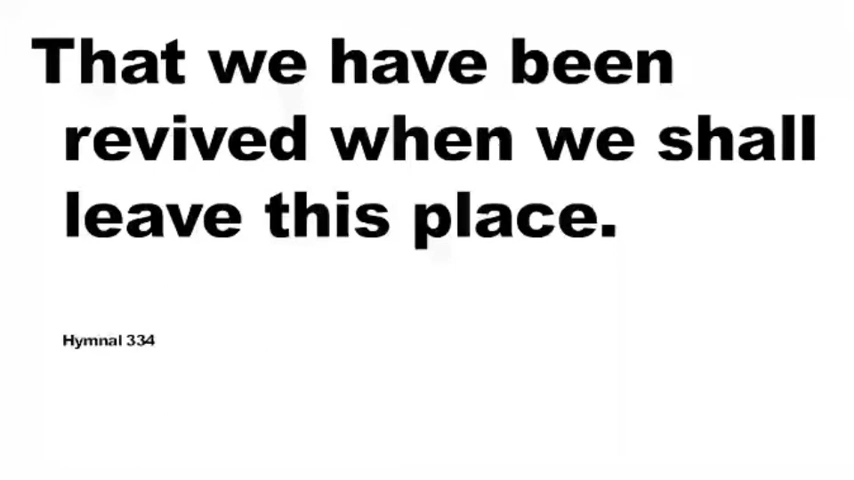 That we have been
revived when we shall
leave this place.
Hymnal 334